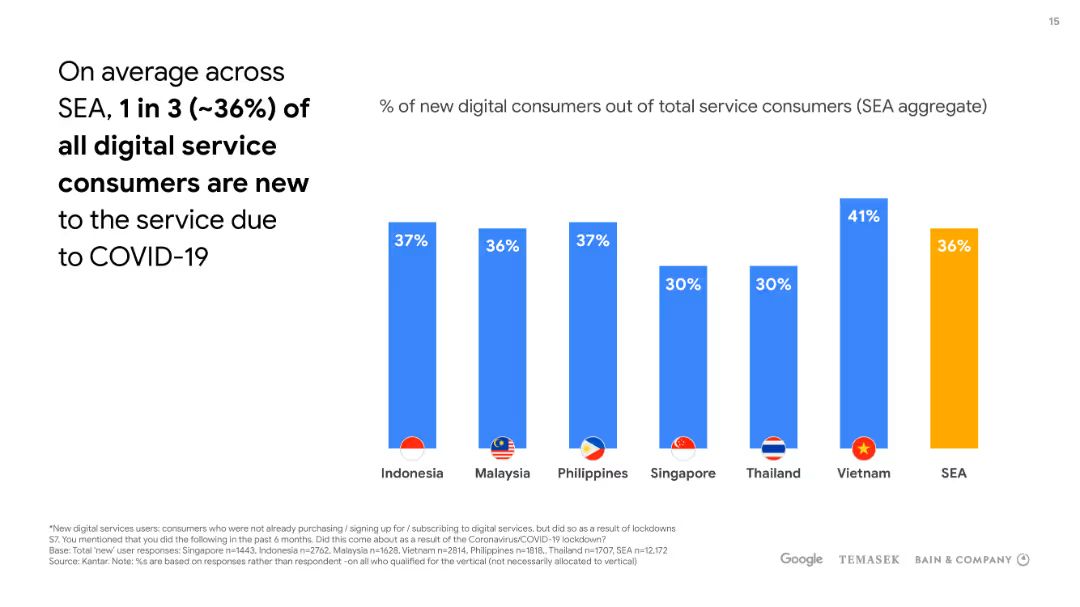 15
On average across
SEA, 1 in 3 (~36%) of
all digital service
consumers are new
to the service due
to COVID-19
% of new digital consumers out of total service consumers (SEA aggregate)
37%
36%
37%
30%
30%
41%
36%
Indonesia
Malaysia
Philippines
Singapore
Thailand
Vietnam
SEA
*New digital services users: consumers who were not already purchasing / signing up for / subscribing to digital services, but did so as a result of lockdowns
S7. You mentioned that you did the following in the past 6 months. Did this come about as a result of the Coronavirus/COVID-19 lockdown?
Base: Total 'new' user responses: Singapore n=1443, Indonesia n=2762, Malaysia n=1628, Vietnam n=2814, Philippines n=1818,. Thailand n=1707, SEA n=12,172
Source: Kantar. Note: %s are based on responses rather than respondent -on all who qualified for the vertical (not necessarily allocated to vertical)
Google
TEMASEK
BAIN & COMPANY